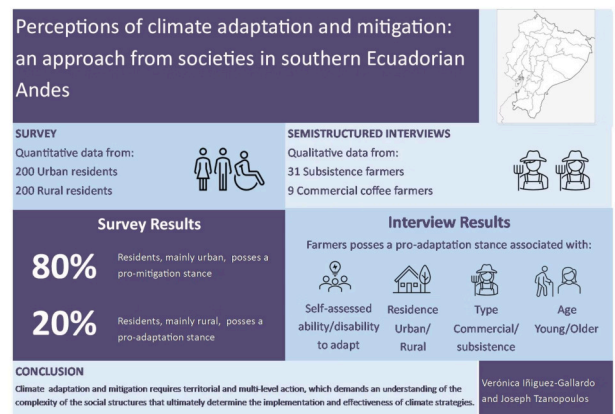 Perceptions of climate adaptation and mitigation:
an approach from societies in southern Ecuadorian
Andes
SURVEY
Quantitative data from:
200 Urban residents
200 Rural residents
SEMISTRUCTURED INTERVIEWS
Qualitative data from:
31 Subsistence farmers
9 Commercial coffee farmers
Survey Results
80%
Residents, mainly urban, posses a
pro-mitigation stance
20%
Residents, mainly rural, posses a
pro-adaptation stance
Interview Results
Farmers posses a pro-adaptation stance associated with:
Self-assessed
ability/disability
to adapt
Residence
Urban/
Rural
Type
Commercial/
subsistence
Age
Young/Older
CONCLUSION
Climate adaptation and mitigation requires territorial and multi-level action, which demands an understanding of the
complexity of the social structures that ultimately determine the implementation and effectiveness of climate strategies.
Verónica Iñiguez-Gallardo
and Joseph Tzanopoulos